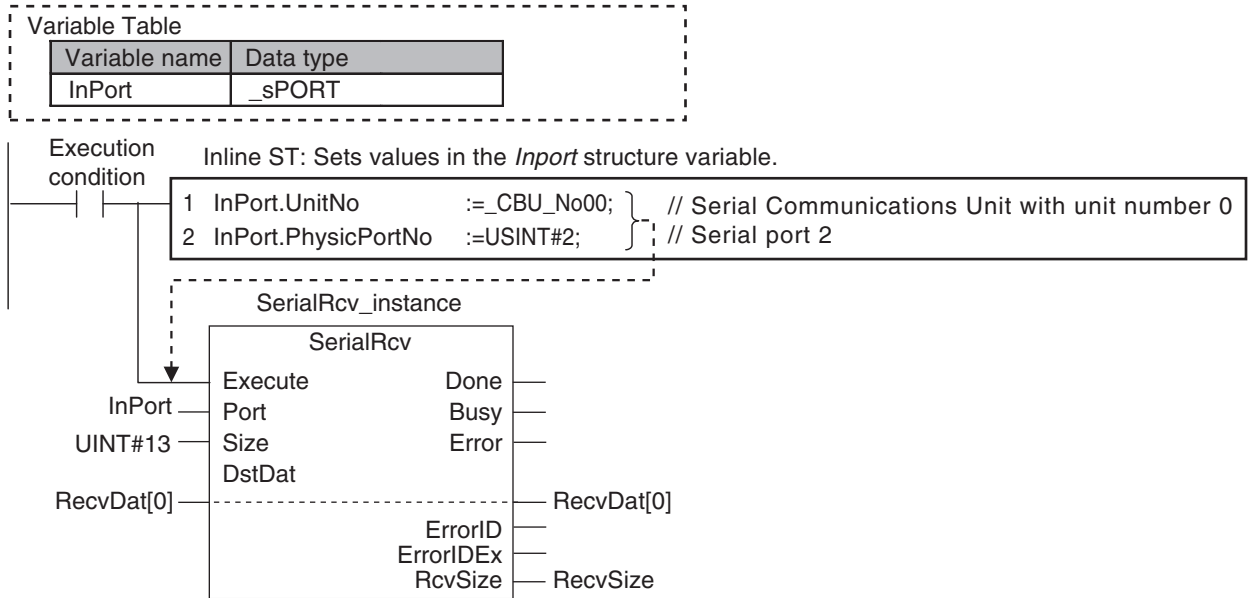 Variable Table
Variable name Data type
InPort _sPORT
Execution condition
Inline ST: Sets values in the Inport structure variable.
1 InPort.UnitNo :=_CBU_No00; // Serial Communications Unit with unit number 0
2 InPort.PhysicPortNo :=USINT#2; // Serial port 2
SerialRcv_instance
SerialRcv
Execute Done
InPort Port Busy
UINT#13 Size Error
DstDat
RecvDat[0] RecvDat[0]
ErrorID
ErrorIDEx
RcvSize RecvSize